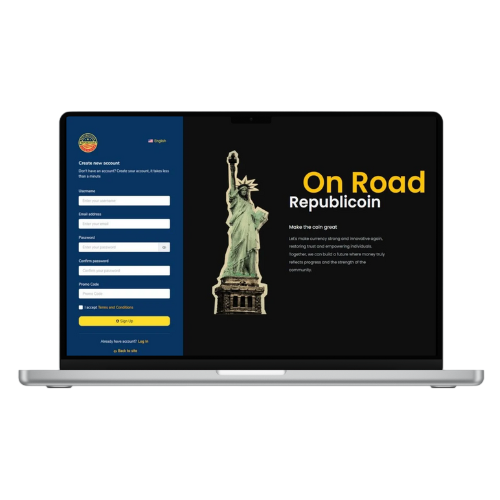 English
Create new account
Don't have an account? Create your account, it takes less than a minute.
Username
Enter your username
Email address
Enter your email
Password
Enter your password
Confirm password
Confirm your password
Promo Code
Promo Code
I accept Terms and Conditions
Sign Up
Already have account? Log in
Back to site
On Road
Republicoin
Make the coin great
Let's make currency strong and innovative again,
restoring trust and empowering individuals.
Together, we can build a future where money truly
reflects progress and the strength of the
community.